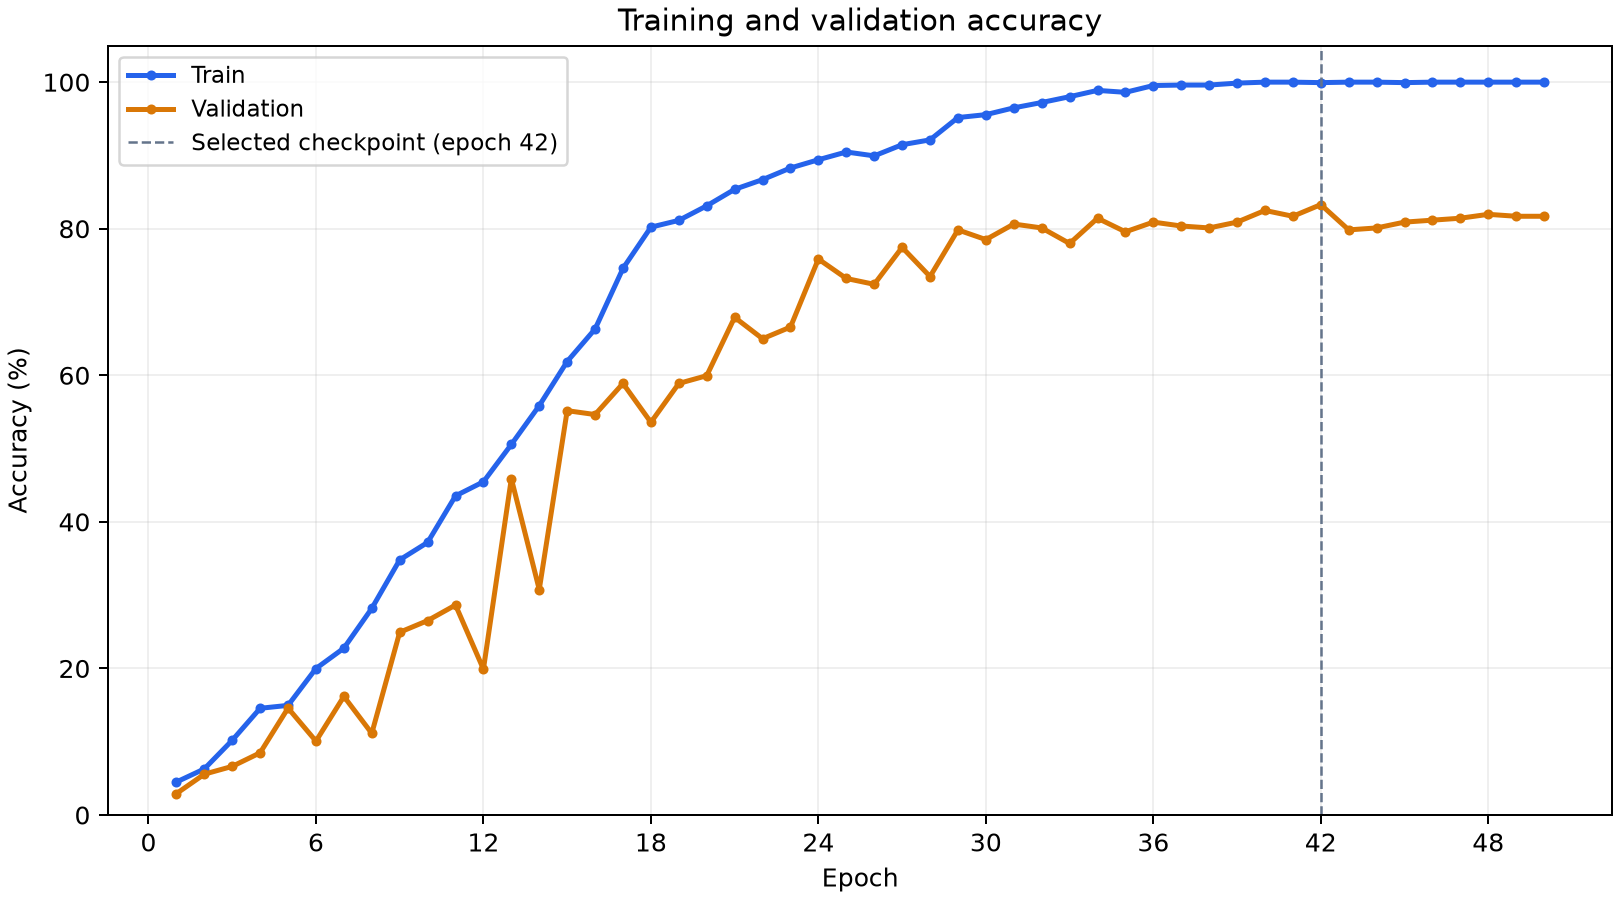 Training and validation accuracy
Train
Validation
Selected checkpoint (epoch 42)
Accuracy (%)
100
80
60
40
20
0
0 6 12 18 24 30 36 42 48
Epoch